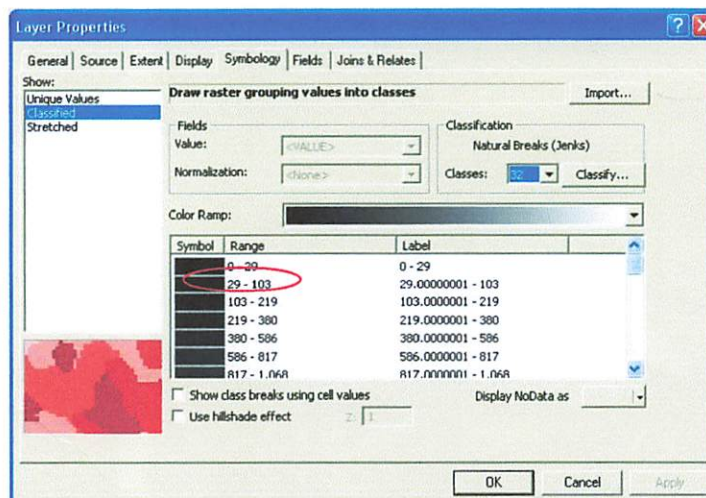 Layer Properties
General Source Extent Display Symbology Fields Joins & Relates
Show:
Unique Values
Classified
Stretched
Draw raster grouping values into classes
Import...
Fields
Value: <VALUE>
Normalization: <None>
Classification
Natural Breaks (Jenks)
Classes: 32 Classify...
Color Ramp:
Symbol Range Label
0 - 29 0 - 29
29 - 103 29.00000001 - 103
103 - 219 103.0000001 - 219
219 - 380 219.0000001 - 380
380 - 586 380.0000001 - 586
586 - 817 586.0000001 - 817
817 - 1.068 817.0000001 - 1.068
Show class breaks using cell values
Display NoData as
Use hillshade effect Z: 1
OK Cancel Apply